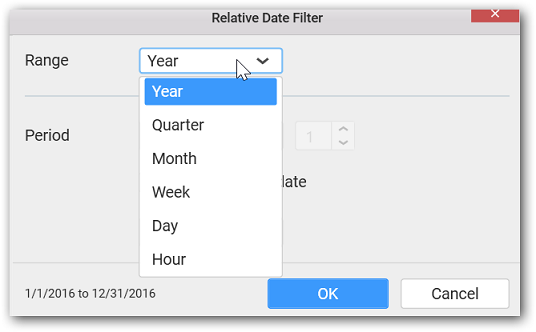 Relative Date Filter
Range
Year
Year
Quarter
Period
1
Month
Week
Day
Hour
1/1/2016 to 12/31/2016
OK
Cancel